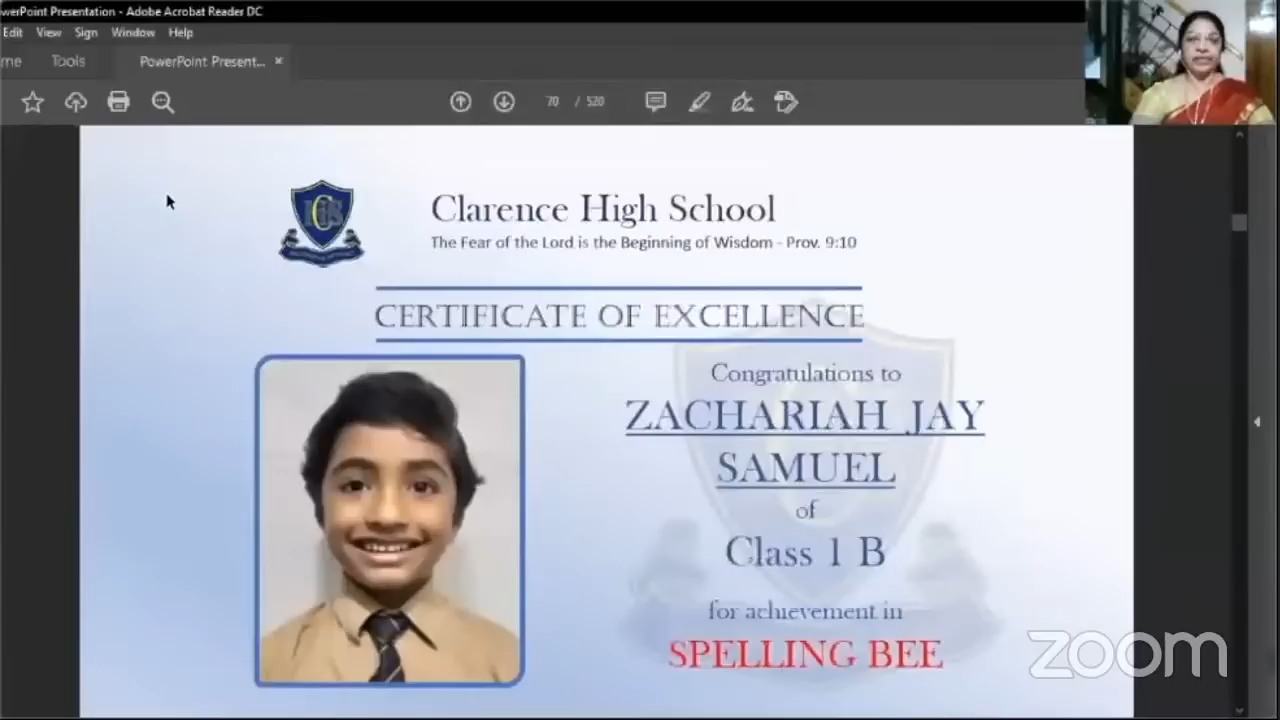 werPoint Presentation - Adobe Acrobat Reader DC
Edit View Sign Window Help
me Tools PowerPoint Present... ×
70 / 520
Clarence High School
The Fear of the Lord is the Beginning of Wisdom - Prov. 9:10
CERTIFICATE OF EXCELLENCE
Congratulations to
ZACHARIAH JAY
SAMUEL
of
Class 1 B
for achievement in
SPELLING BEE
zoom